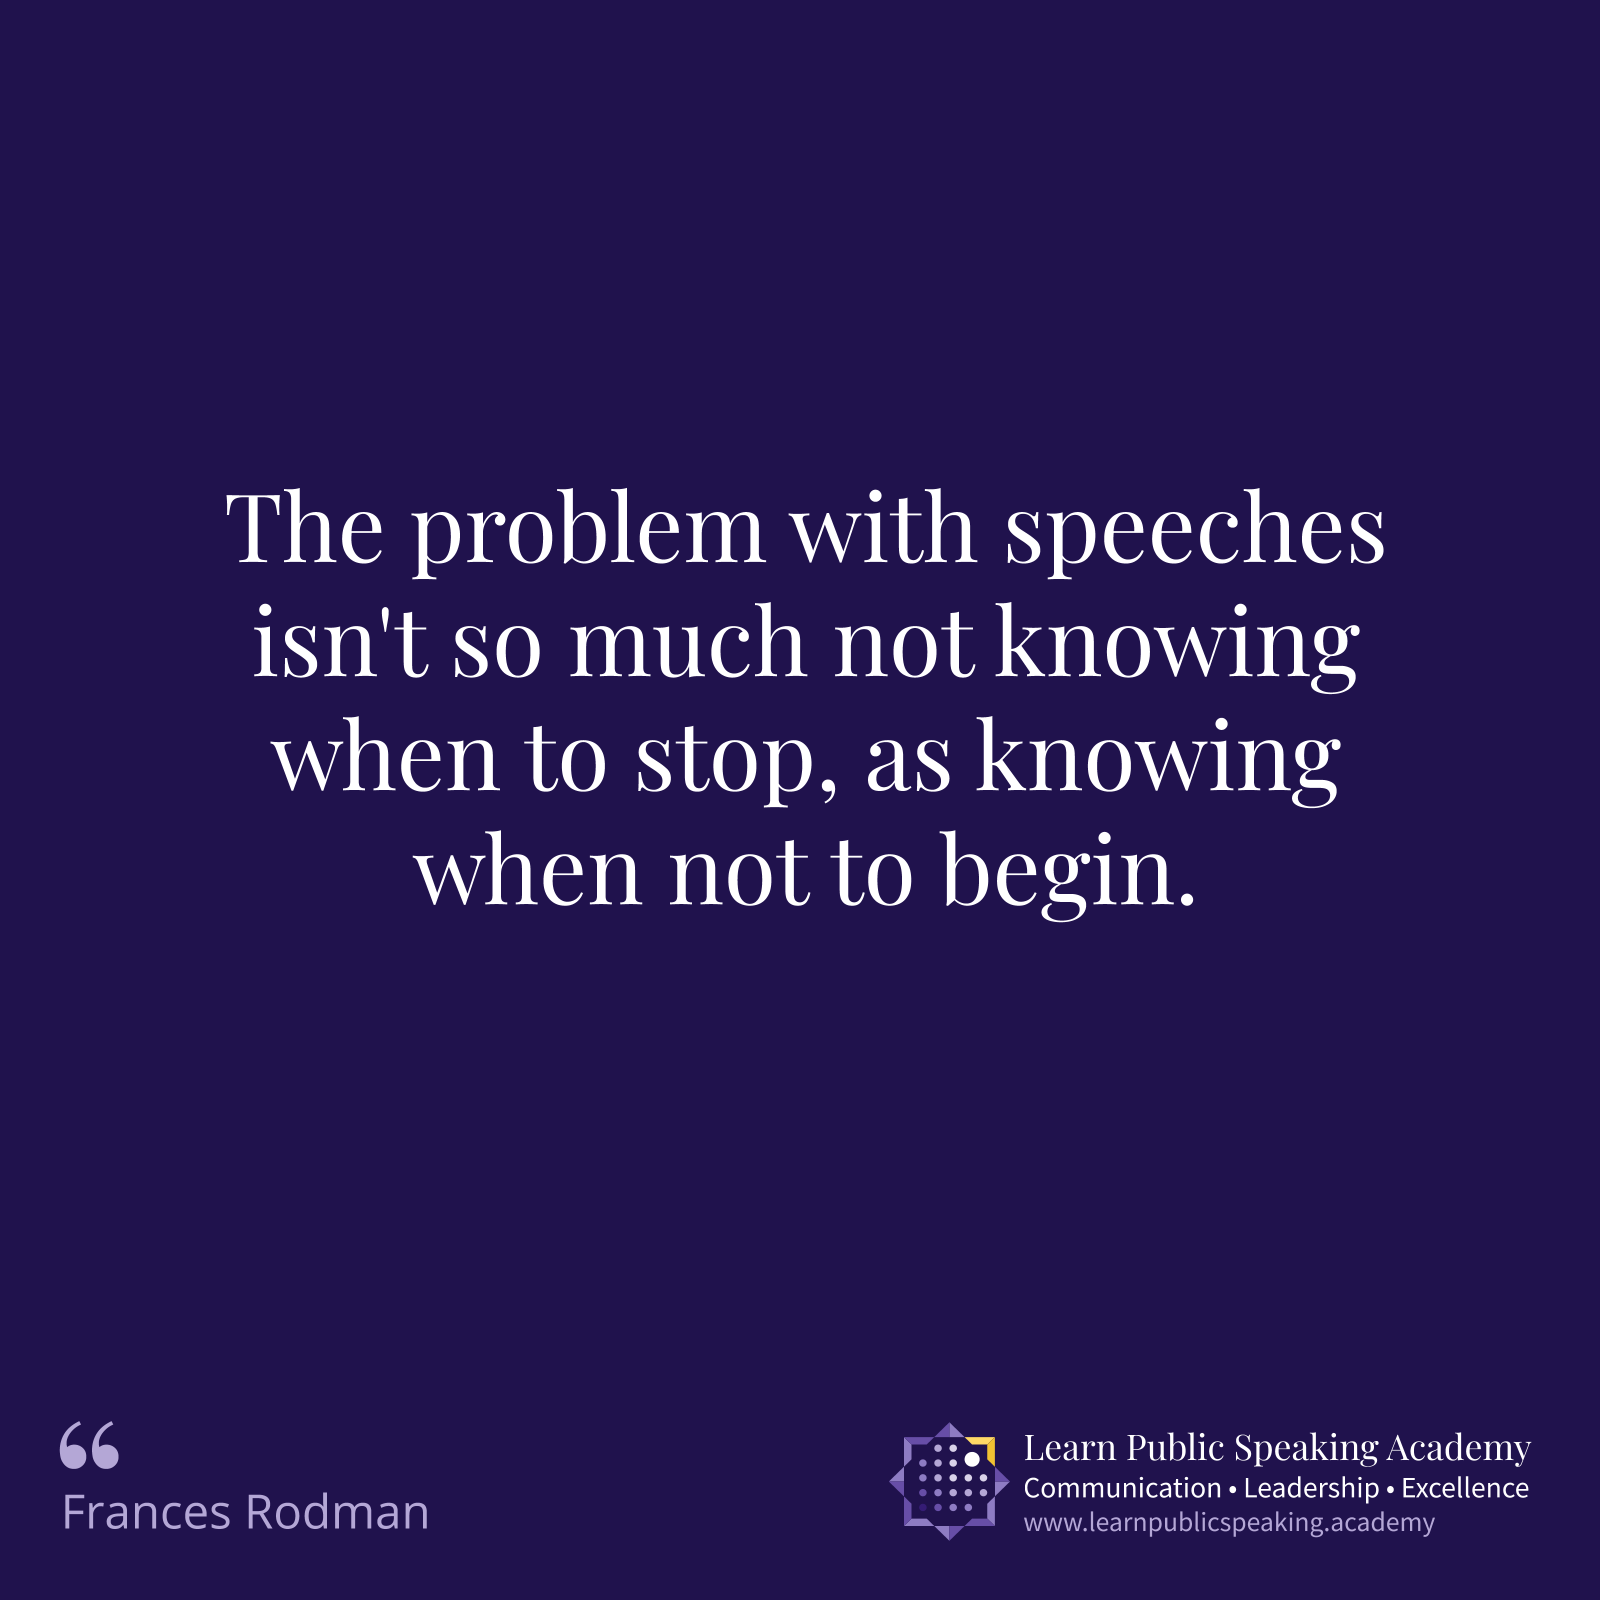 The problem with speeches
isn't so much not knowing
when to stop, as knowing
when not to begin.
“
Frances Rodman
Learn Public Speaking Academy
Communication • Leadership • Excellence
www.learnpublicspeaking.academy